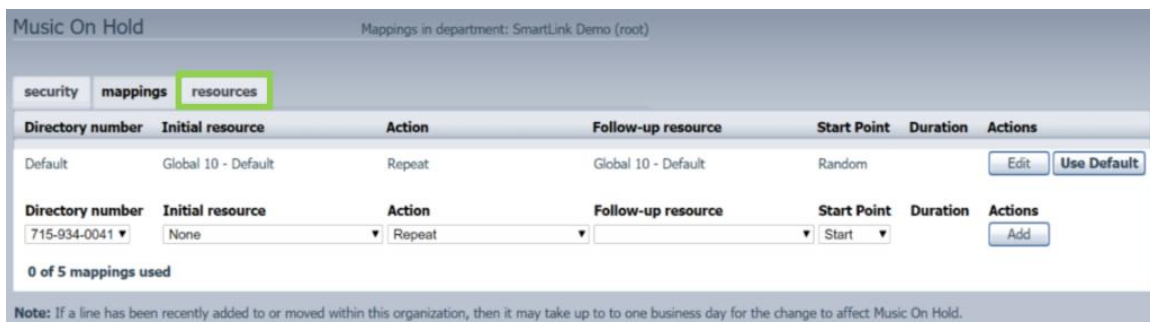 Music On Hold Mappings in department: SmartLink Demo (root)
security mappings resources
Directory number Initial resource Action Follow-up resource Start Point Duration Actions
Default Global 10 - Default Repeat Global 10 - Default Random Edit Use Default
Directory number Initial resource Action Follow-up resource Start Point Duration Actions
715-934-0041 None Repeat Start Add
0 of 5 mappings used
Note: If a line has been recently added to or moved within this organization, then it may take up to to one business day for the change to affect Music On Hold.